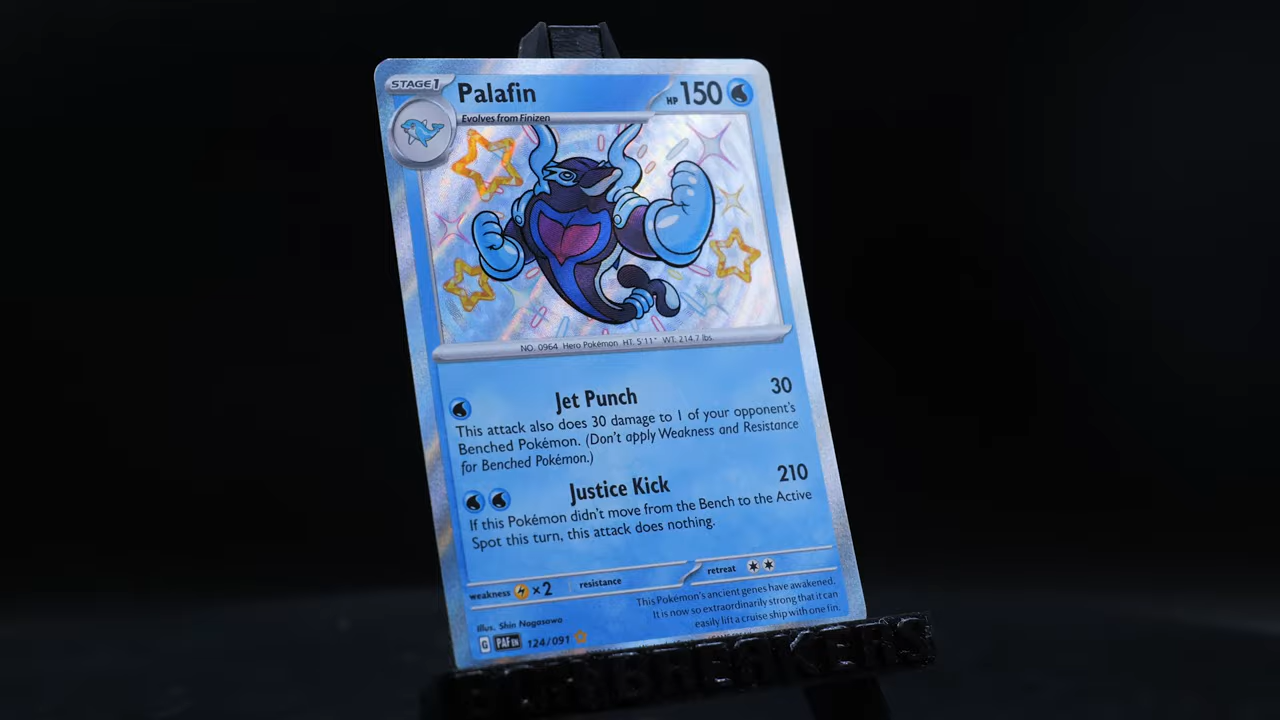 STAGE1
Palafin
HP 150
Evolves from Finizen
NO. 0964 Hero Pokémon HT. 5'11" WT. 214.7 lbs.
Jet Punch 30
This attack also does 30 damage to 1 of your opponent's
Benched Pokémon. (Don't apply Weakness and Resistance
for Benched Pokémon.)
Justice Kick 210
If this Pokémon didn't move from the Bench to the Active
Spot this turn, this attack does nothing.
weakness ×2 resistance retreat
This Pokémon's ancient genes have awakened.
It is now so extraordinarily strong that it can
easily lift a cruise ship with one fin.
Illus. Shin Nagasawa
G PAF EN 124/091